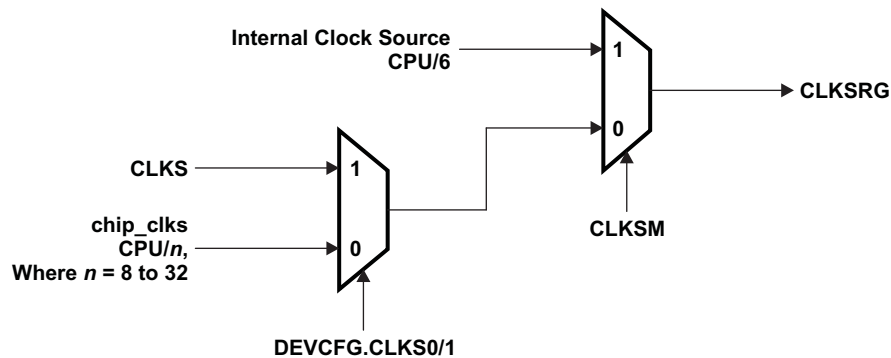 Internal Clock Source
CPU/6
1
CLKSRG
0
CLKS
1
chip_clks
CPU/n,
Where n = 8 to 32
0
CLKSM
DEVCFG.CLKS0/1